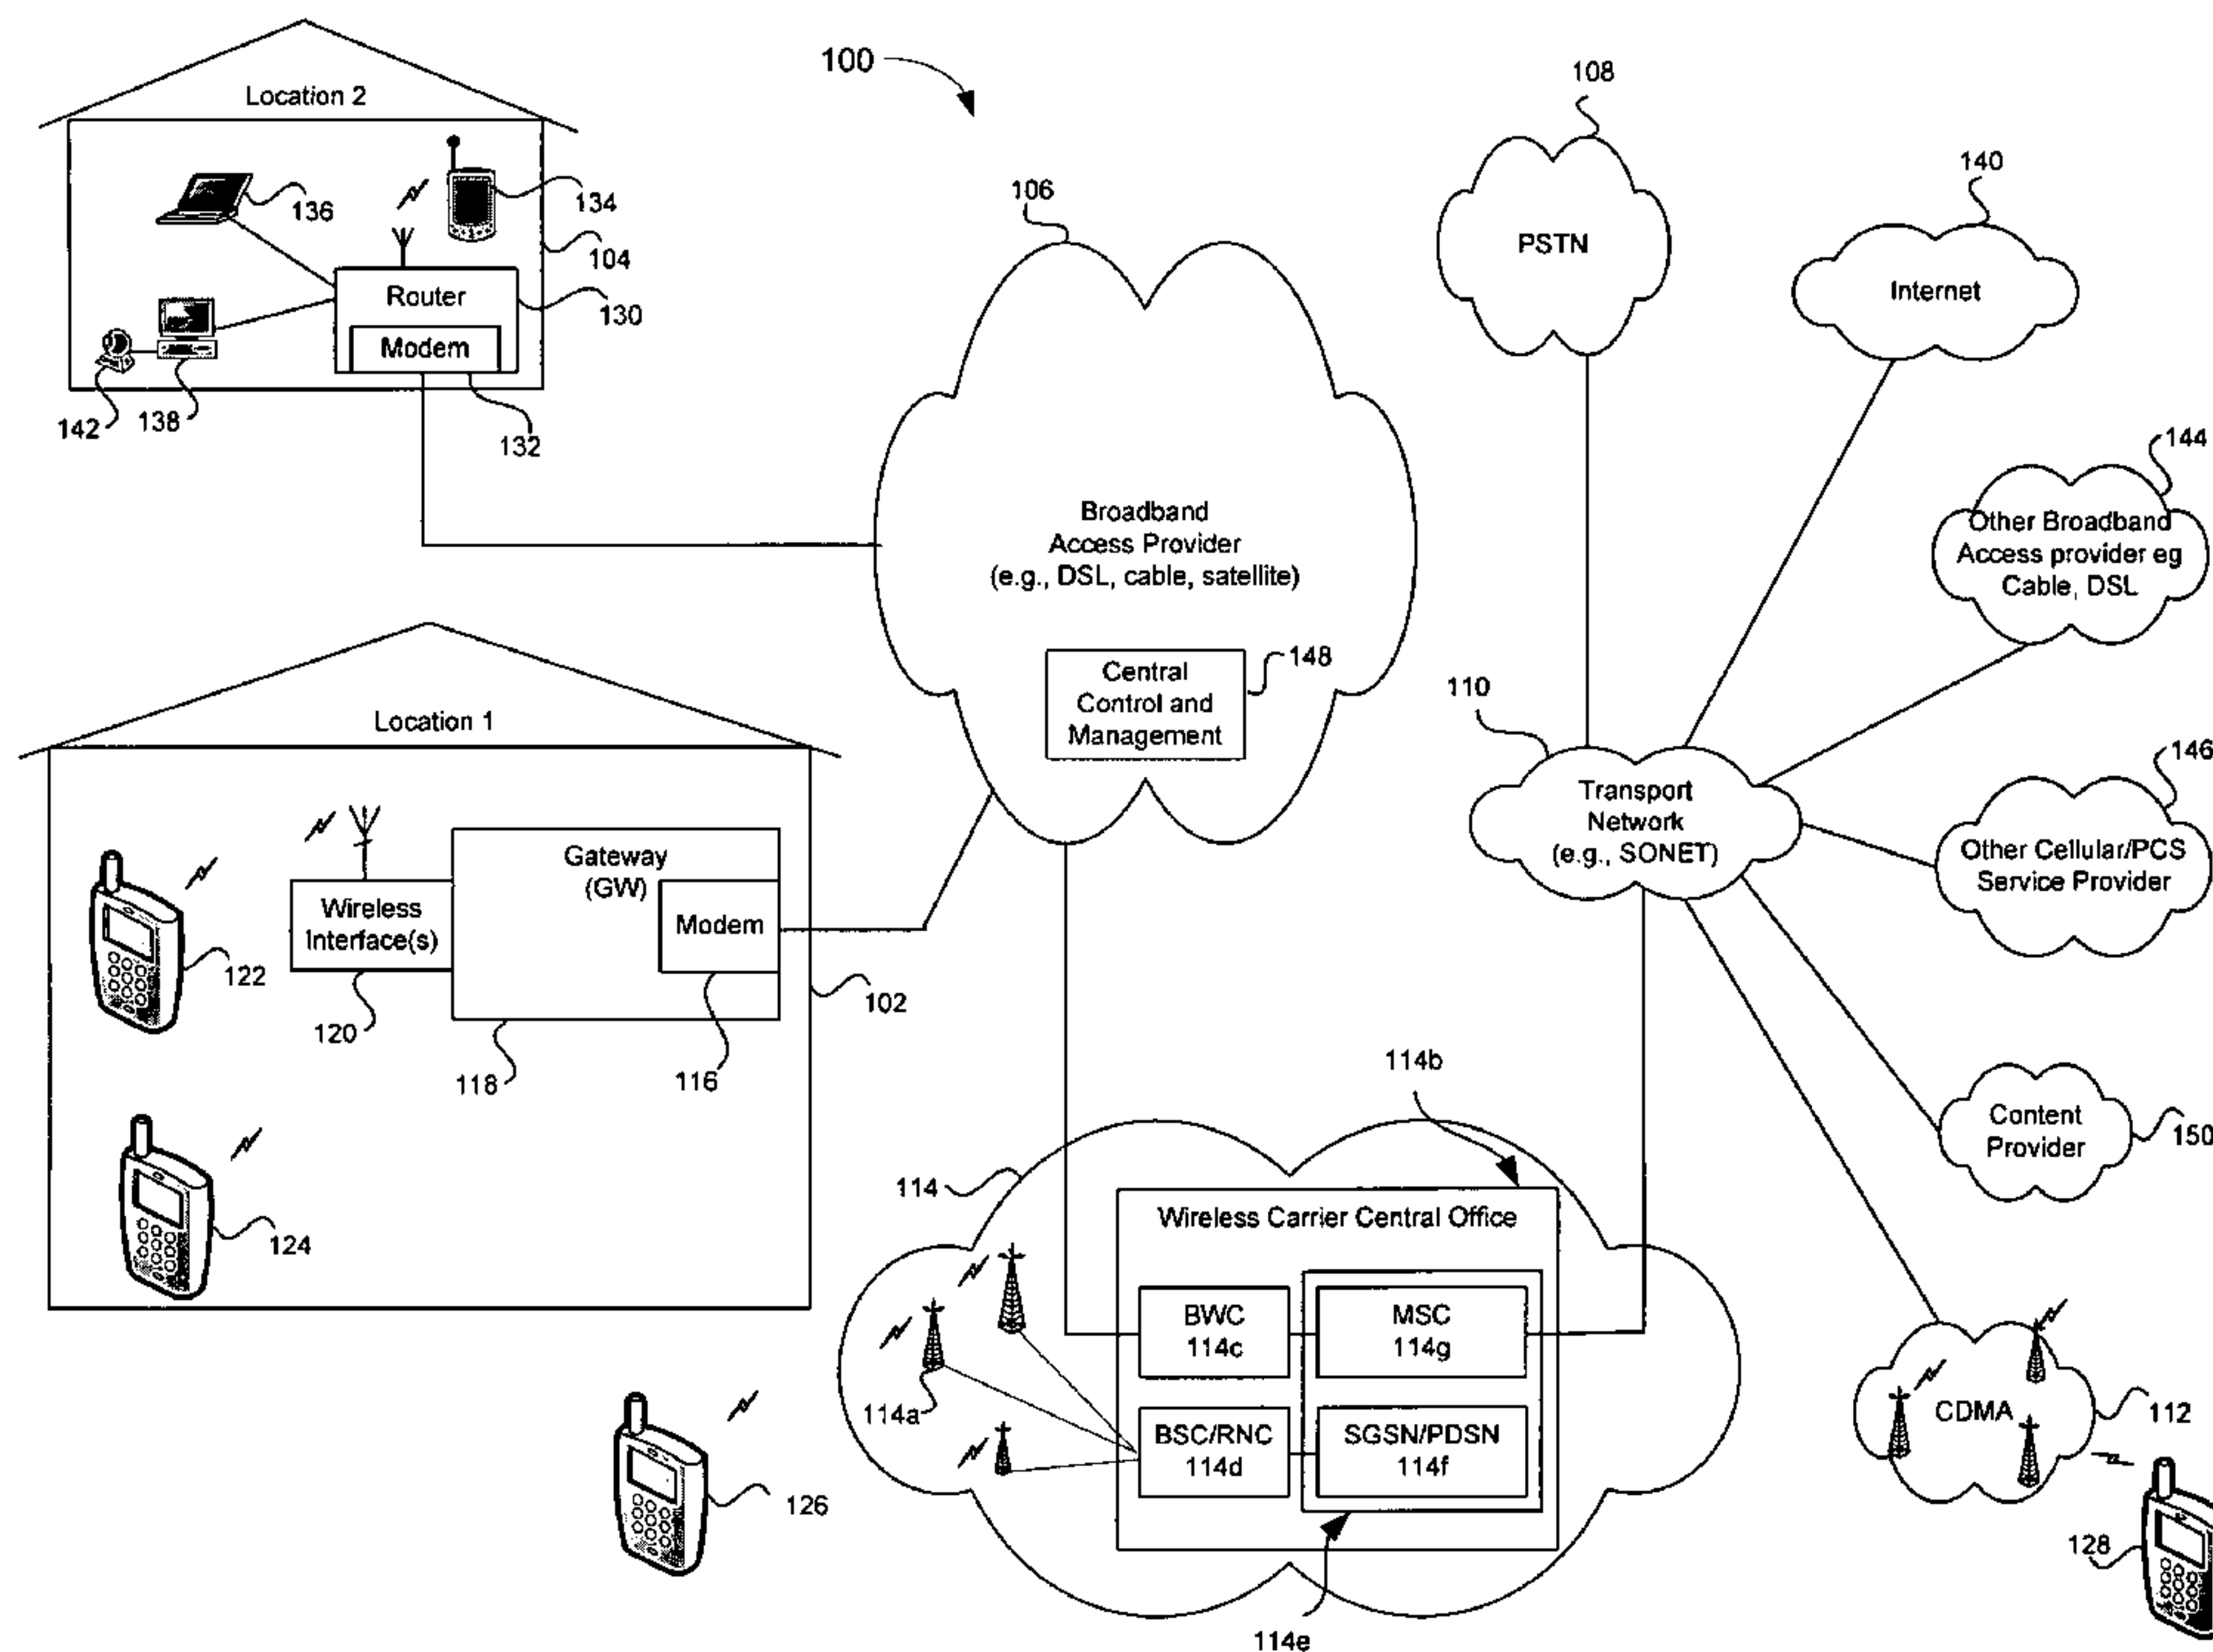 100
Location 2
136
134
104
Router
130
Modem
142
138
132
106
Broadband
Access Provider
(e.g., DSL, cable, satellite)
Central
Control and
Management
148
108
PSTN
140
Internet
144
Other Broadband
Access provider eg
Cable, DSL
110
Transport
Network
(e.g., SONET)
146
Other Cellular/PCS
Service Provider
Location 1
Gateway
(GW)
Wireless
Interface(s)
Modem
122
120
118
116
102
124
126
114b
114
Wireless Carrier Central Office
BWC
114c
MSC
114g
114a
BSC/RNC
114d
SGSN/PDSN
114f
114e
Content
Provider
150
CDMA
112
128